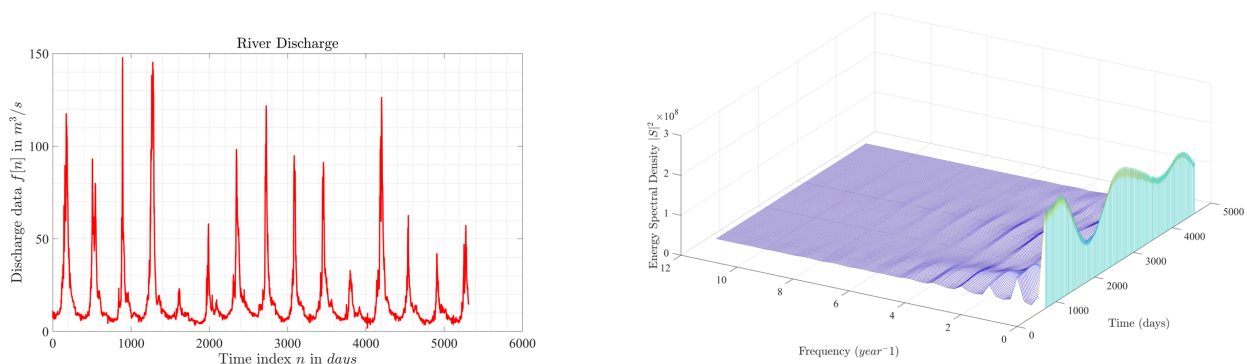 River Discharge
Discharge data f[n] in m³/s
150
100
50
0
0 1000 2000 3000 4000 5000 6000
Time index n in days
Energy Spectral Density |S|²
×10⁸
3
2
1
0
12 10 8 6 4 2 0
Frequency (year⁻1)
0 1000 2000 3000 4000 5000
Time (days)